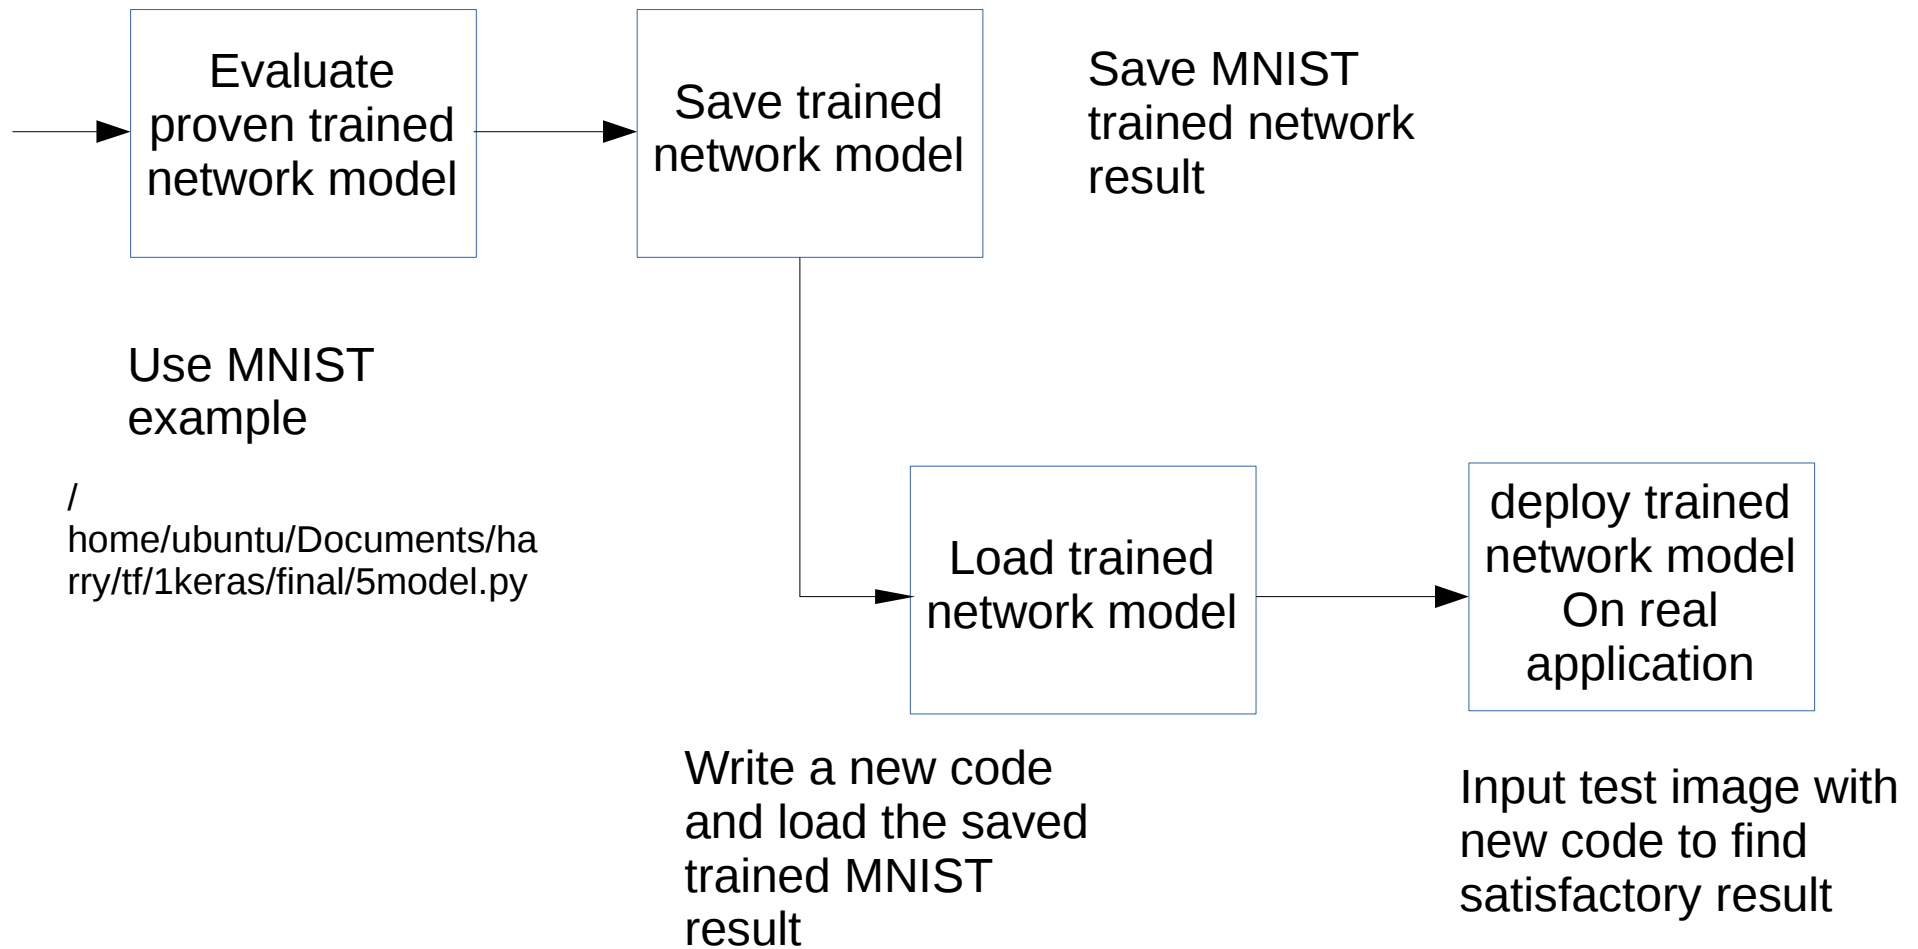 Evaluate
proven trained
network model
Save trained
network model
Save MNIST
trained network
result
Use MNIST
example
/
home/ubuntu/Documents/ha
rry/tf/1keras/final/5model.py
Load trained
network model
deploy trained
network model
On real
application
Write a new code
and load the saved
trained MNIST
result
Input test image with
new code to find
satisfactory result